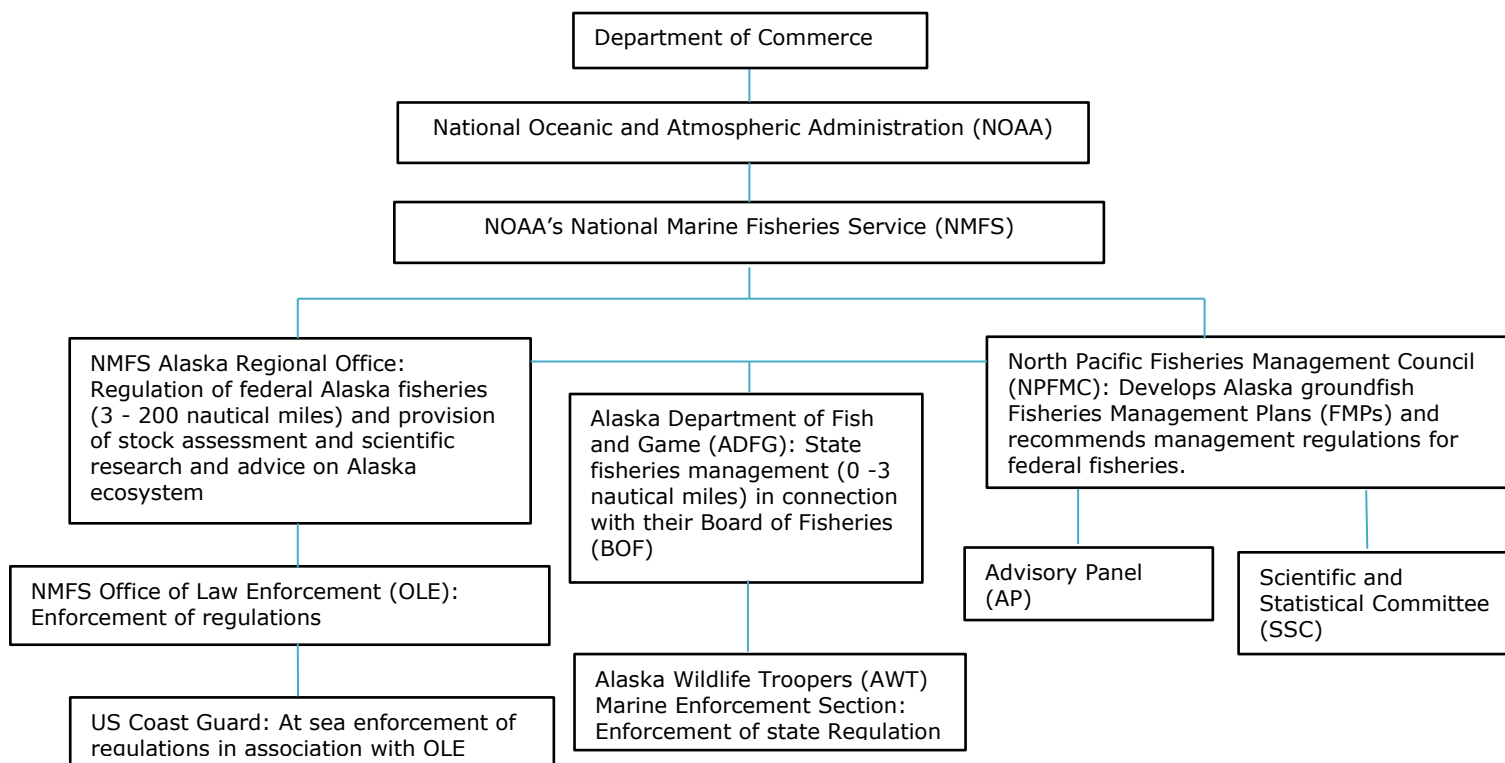 Department of Commerce
National Oceanic and Atmospheric Administration (NOAA)
NOAA’s National Marine Fisheries Service (NMFS)
NMFS Alaska Regional Office:
Regulation of federal Alaska fisheries
(3 - 200 nautical miles) and provision
of stock assessment and scientific
research and advice on Alaska
ecosystem
Alaska Department of Fish
and Game (ADFG): State
fisheries management (0 -3
nautical miles) in connection
with their Board of Fisheries
(BOF)
North Pacific Fisheries Management Council
(NPFMC): Develops Alaska groundfish
Fisheries Management Plans (FMPs) and
recommends management regulations for
federal fisheries.
NMFS Office of Law Enforcement (OLE):
Enforcement of regulations
Advisory Panel
(AP)
Scientific and
Statistical Committee
(SSC)
US Coast Guard: At sea enforcement of
regulations in association with OLE
Alaska Wildlife Troopers (AWT)
Marine Enforcement Section:
Enforcement of state Regulation